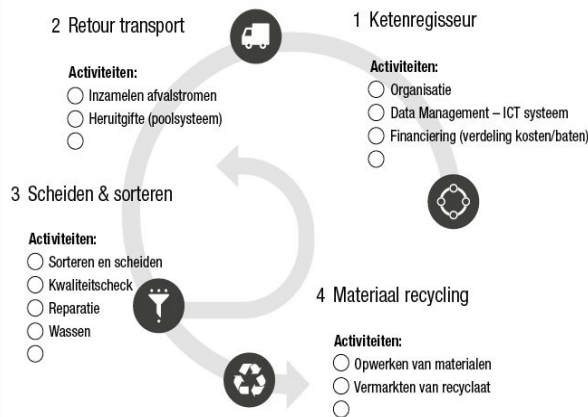 1 Ketenregisseur
Activiteiten:
Organisatie
Data Management – ICT systeem
Financiering (verdeling kosten/baten)
2 Retour transport
Activiteiten:
Inzamelen afvalstromen
Heruitgifte (poolsysteem)
3 Scheiden & sorteren
Activiteiten:
Sorteren en scheiden
Kwaliteitscheck
Reparatie
Wassen
4 Materiaal recycling
Activiteiten:
Opwerken van materialen
Vermarkten van recyclaat